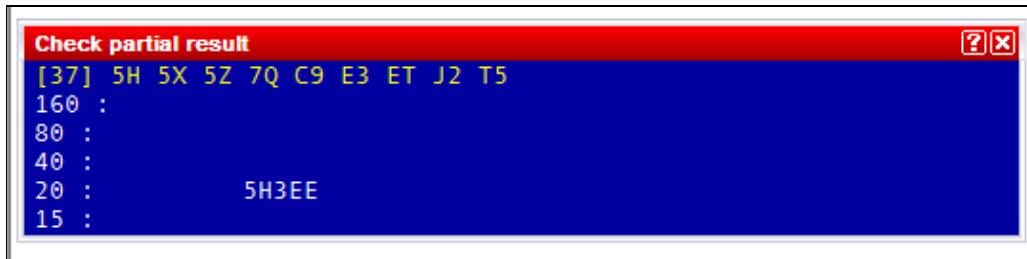 Check partial result
[37] 5H 5X 5Z 7Q C9 E3 ET J2 T5
160 :
80 :
40 :
20 : 5H3EE
15 :